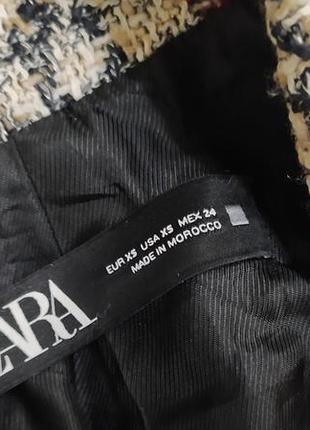 ZARA
EUR XS USA XS MEX 24
MADE IN MOROCCO